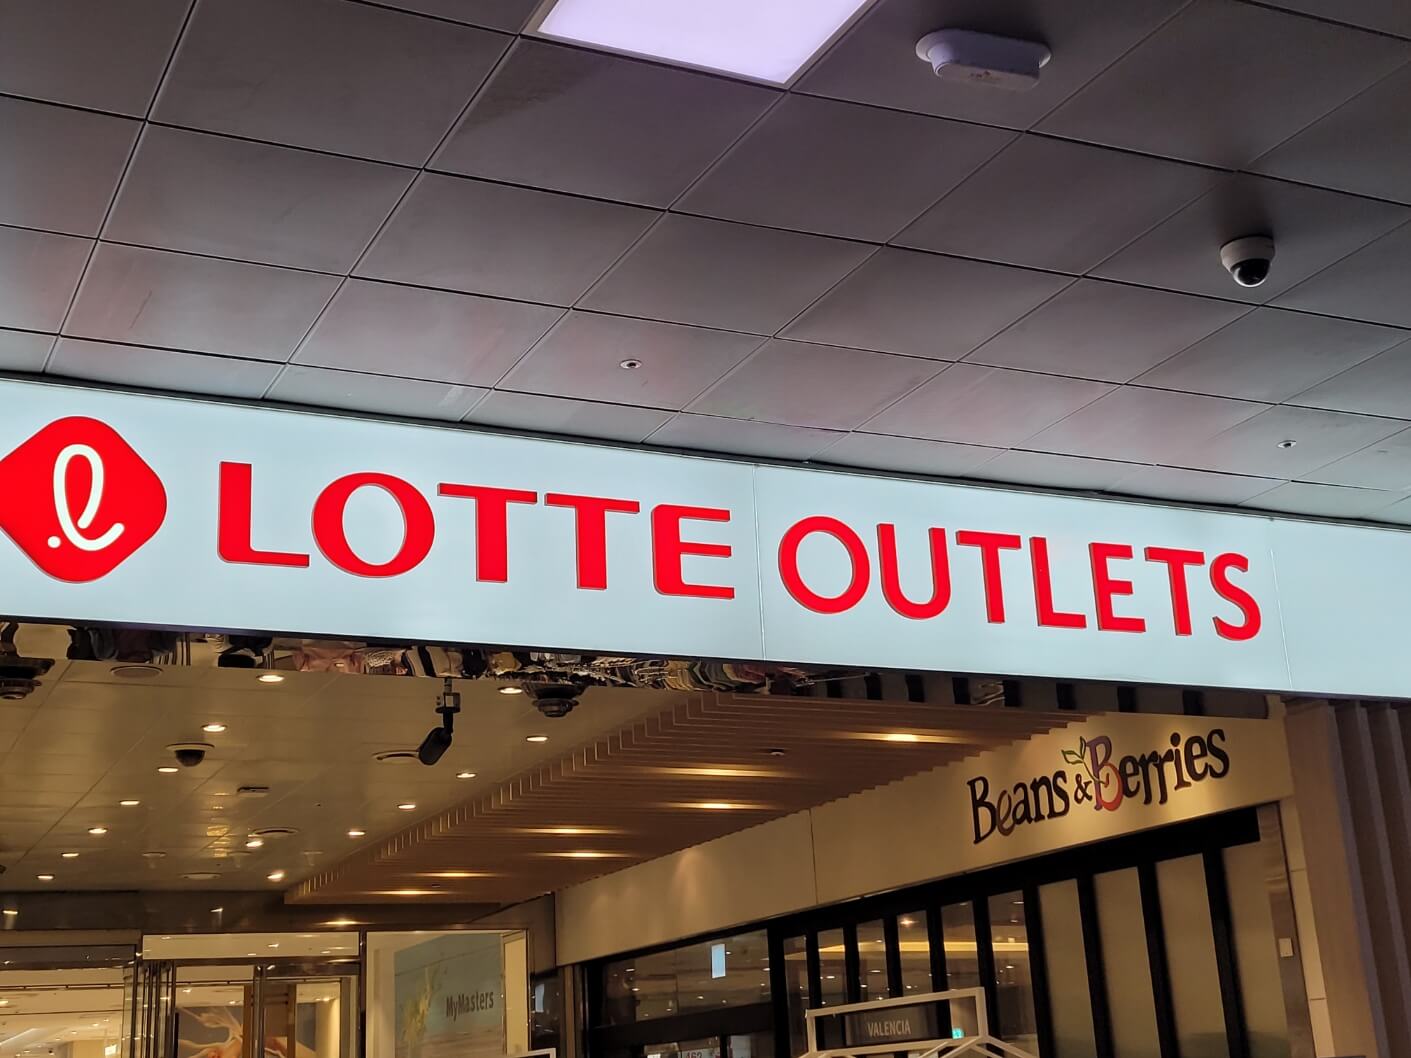 LOTTE OUTLETS
Beans & Berries
MyMasters
VALENCIA